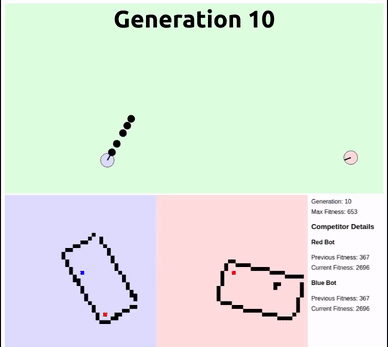 Generation 10
Generation: 10
Max Fitness: 653
Competitor Details
Red Bot
Previous Fitness: 367
Current Fitness: 2696
Blue Bot
Previous Fitness: 367
Current Fitness: 2696